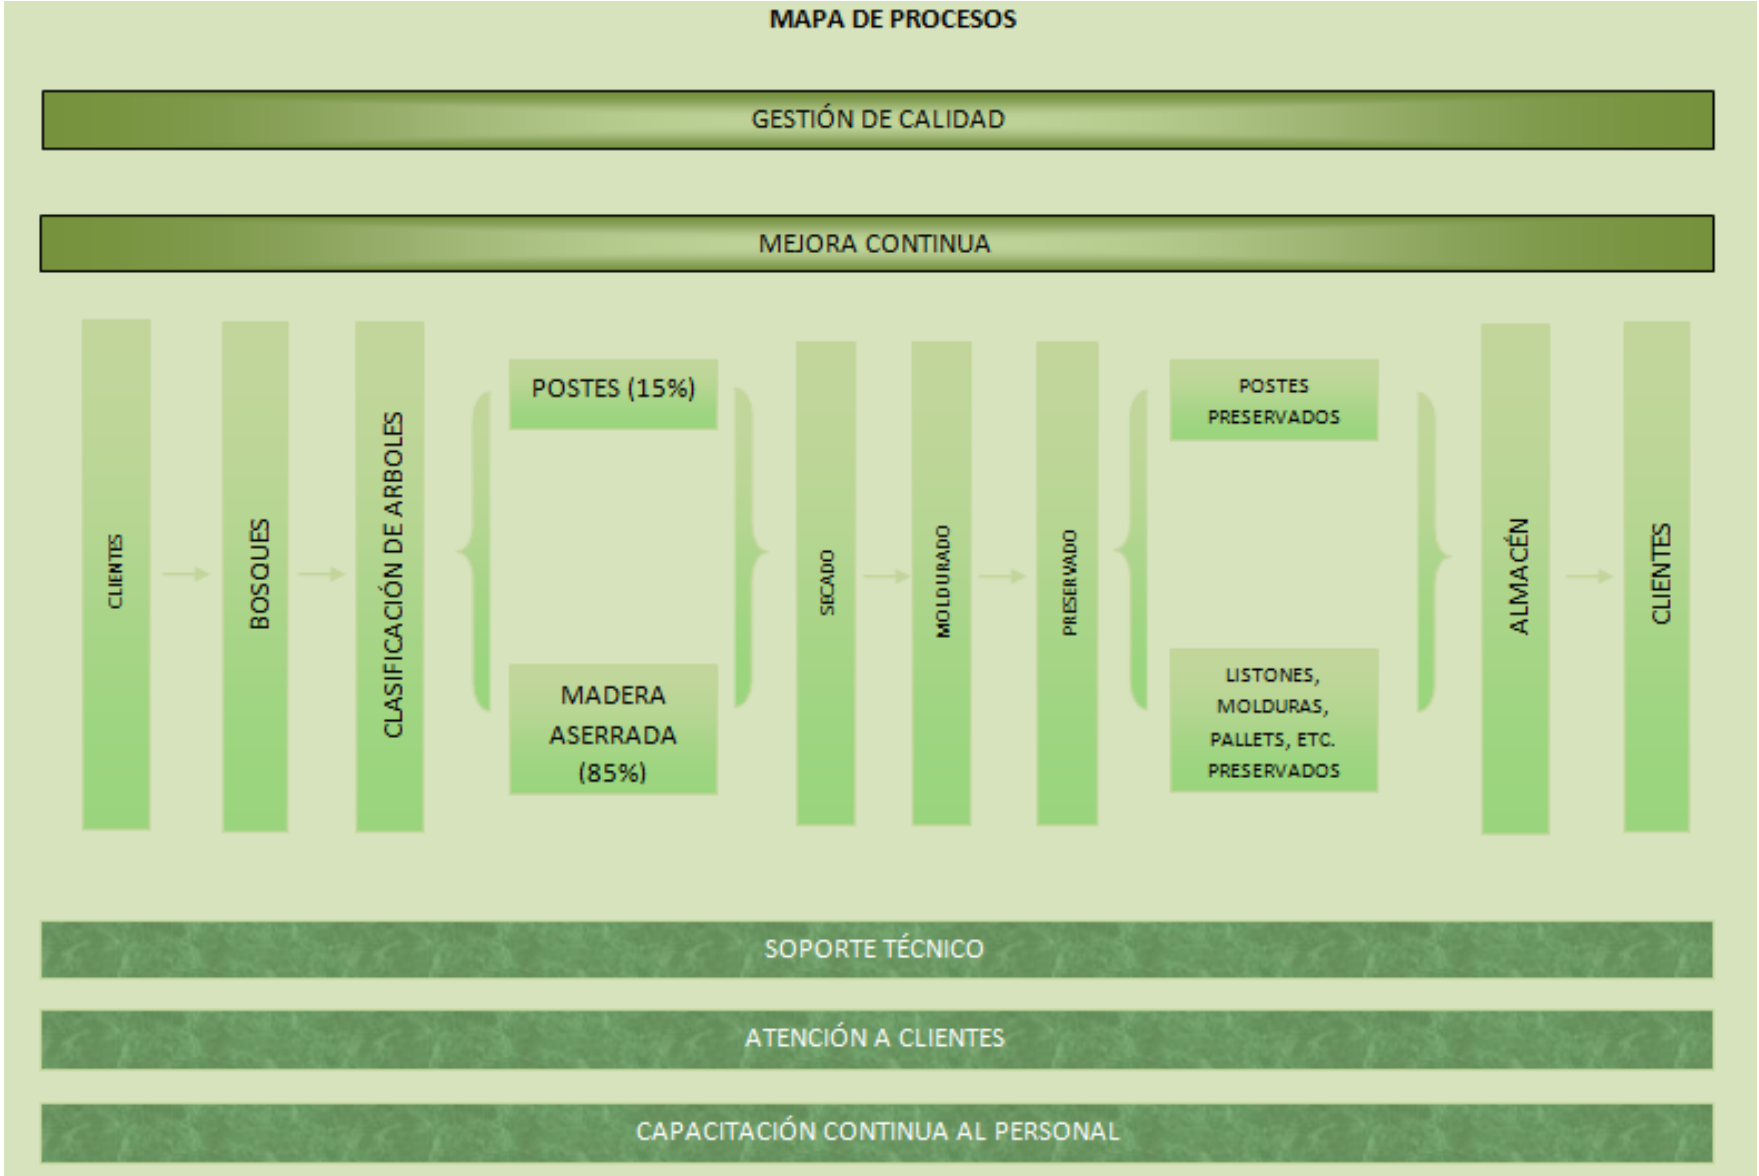 MAPA DE PROCESOS
GESTIÓN DE CALIDAD
MEJORA CONTINUA
CLIENTES
BOSQUES
CLASIFICACIÓN DE ARBOLES
POSTES (15%)
MADERA
ASERRADA
(85%)
SECADO
MOLDURADO
PRESERVADO
POSTES
PRESERVADOS
LISTONES,
MOLDURAS,
PALLETS, ETC.
PRESERVADOS
ALMACÉN
CLIENTES
SOPORTE TÉCNICO
ATENCIÓN A CLIENTES
CAPACITACIÓN CONTINUA AL PERSONAL